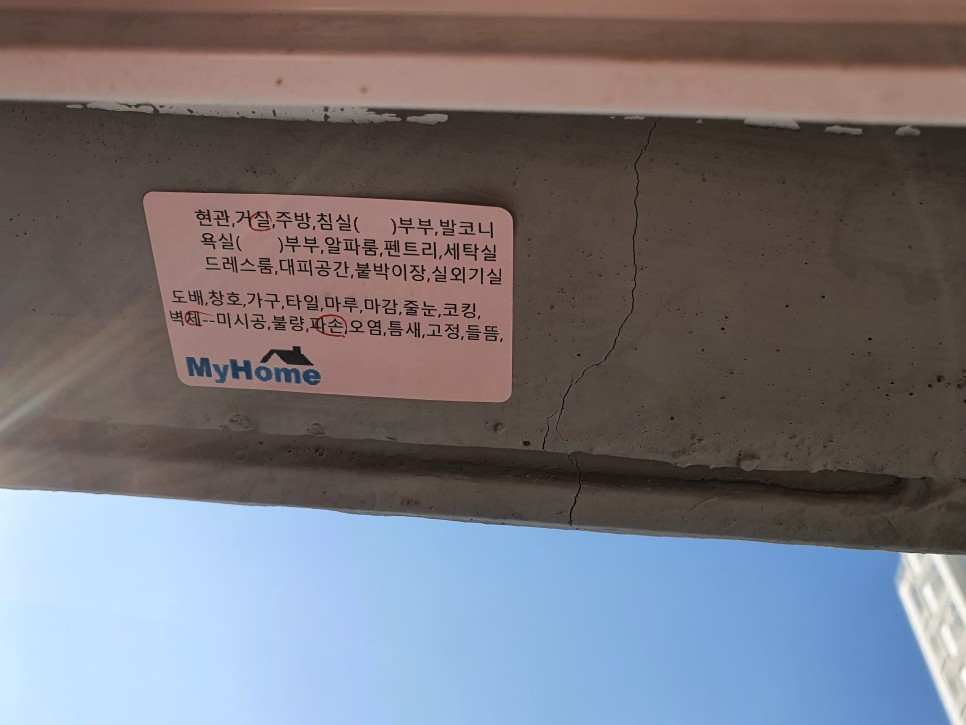 현관,거실,주방,침실(      )부부,발코니
욕실(      )부부,알파룸,펜트리,세탁실
드레스룸,대피공간,붙박이장,실외기실
도배,창호,가구,타일,마루,마감,줄눈,코킹,
벽체--미시공,불량,파손,오염,틈새,고정,들뜸,
MyHome